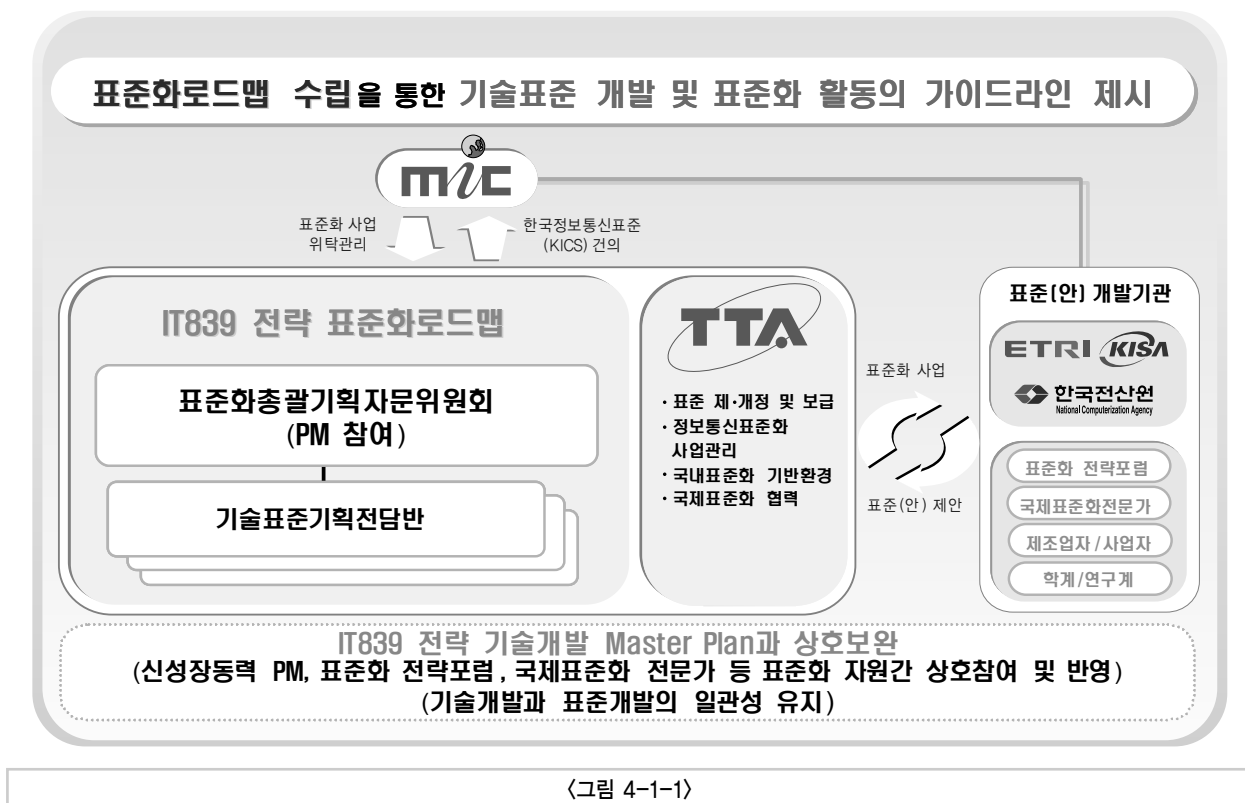 표준화로드맵 수립을 통한 기술표준 개발 및 표준화 활동의 가이드라인 제시
mic
표준화 사업
위탁관리
한국정보통신표준
(KICS) 건의
IT839 전략 표준화로드맵
표준화총괄기획자문위원회
(PM 참여)
기술표준기획전담반
TTA
· 표준 제·개정 및 보급
· 정보통신표준화
사업관리
· 국내표준화 기반환경
· 국제표준화 협력
표준화 사업
표준(안) 제안
표준(안) 개발기관
ETRI KISA
한국전산원
National Computerization Agency
표준화 전략포럼
국제표준화전문가
제조업자/사업자
학계/연구계
IT839 전략 기술개발 Master Plan과 상호보완
(신성장동력 PM, 표준화 전략포럼, 국제표준화 전문가 등 표준화 자원간 상호참여 및 반영)
(기술개발과 표준개발의 일관성 유지)
〈그림 4-1-1〉